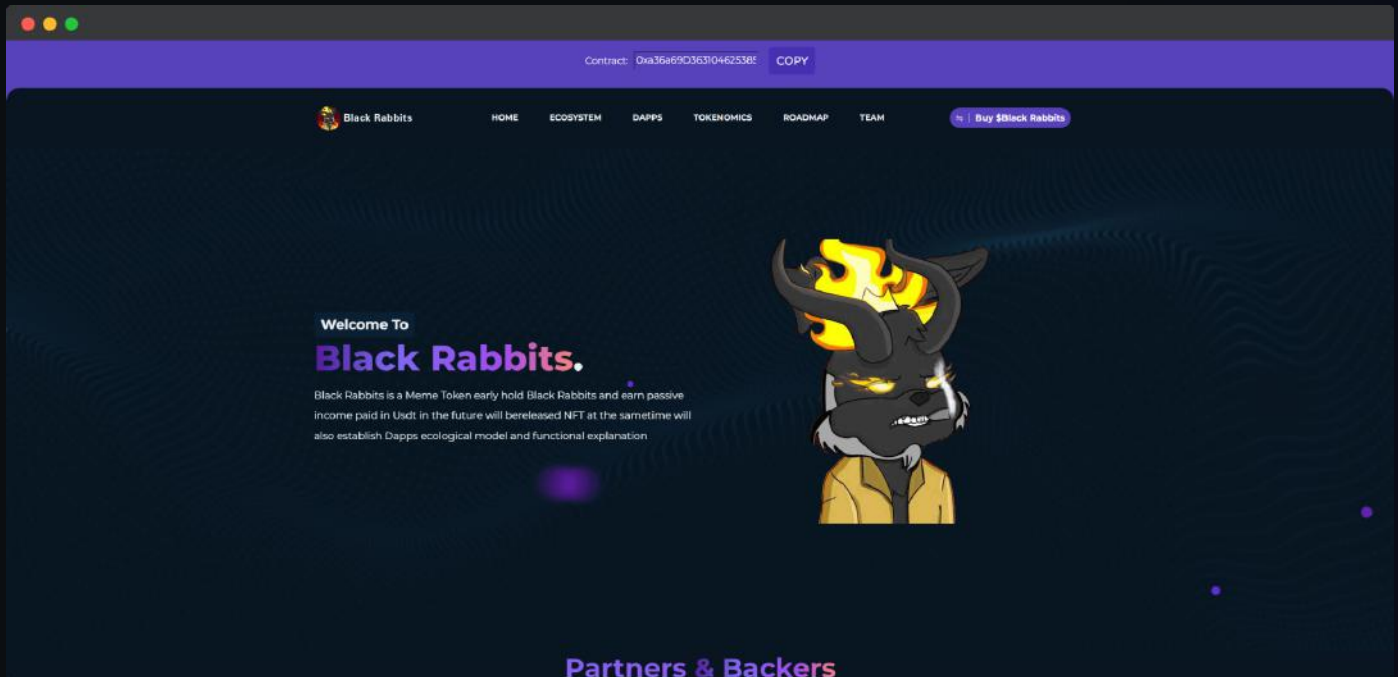 Contract: 0xa36a69D36310462538 COPY
Black Rabbits HOME ECOSYSTEM DAPPS TOKENOMICS ROADMAP TEAM Buy $Black Rabbits
Welcome To
Black Rabbits.
Black Rabbits is a Meme Token early hold Black Rabbits and earn passive
income paid in Usdt in the future will bereleased NFT at the sametime will
also establish Dapps ecological model and functional explanation
Partners & Backers